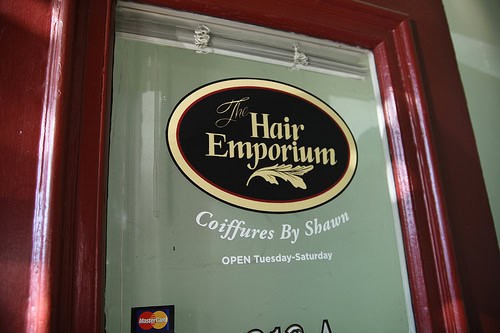 The
Hair
Emporium
Coiffures By Shawn
OPEN Tuesday-Saturday
MasterCard